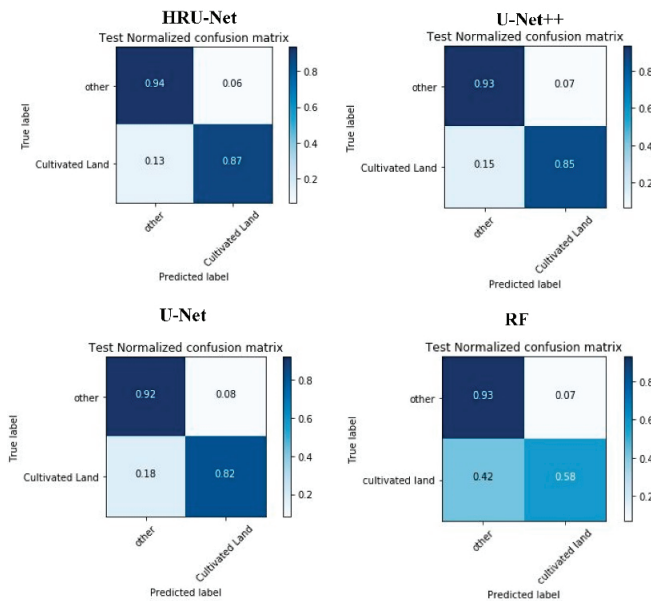 HRU-Net
Test Normalized confusion matrix
True label
other
0.94
0.06
Cultivated Land
0.13
0.87
other
Cultivated Land
Predicted label
0.8
0.6
0.4
0.2
U-Net++
Test Normalized confusion matrix
True label
other
0.93
0.07
Cultivated Land
0.15
0.85
other
Cultivated Land
Predicted label
0.8
0.6
0.4
0.2
U-Net
Test Normalized confusion matrix
True label
other
0.92
0.08
Cultivated Land
0.18
0.82
other
Cultivated Land
Predicted label
0.8
0.6
0.4
0.2
RF
Test Normalized confusion matrix
True label
other
0.93
0.07
cultivated land
0.42
0.58
other
cultivated land
Predicted label
0.8
0.6
0.4
0.2